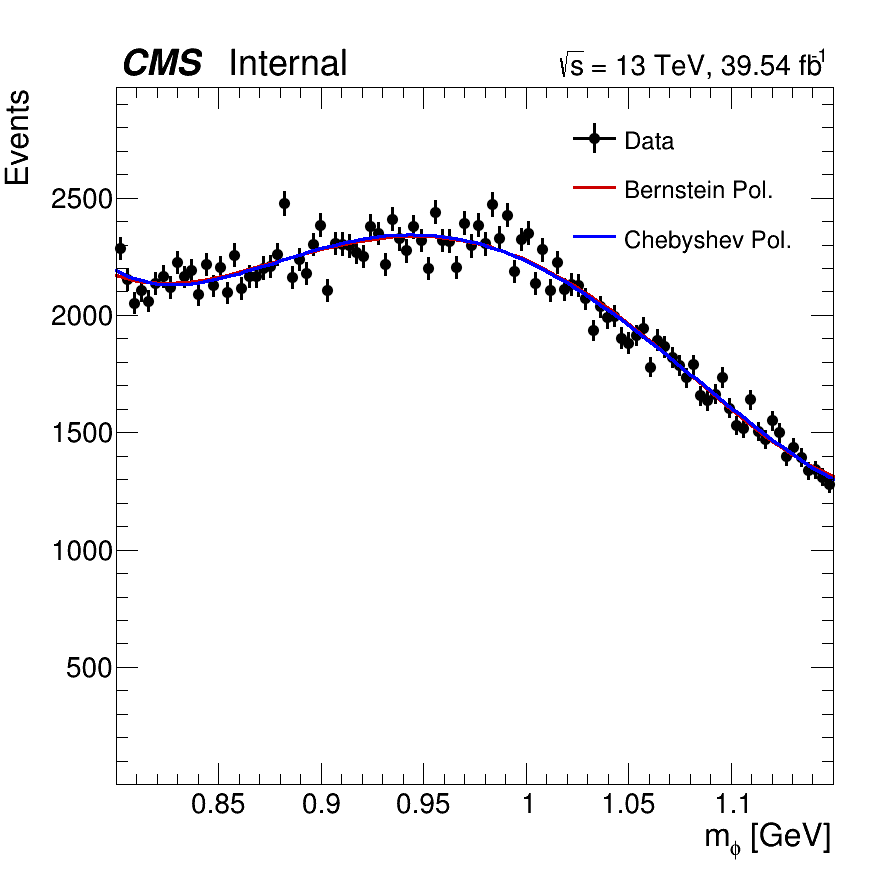 CMS Internal √s = 13 TeV, 39.54 fb⁻¹
Events
Data
Bernstein Pol.
Chebyshev Pol.
2500
2000
1500
1000
500
0.85 0.9 0.95 1 1.05 1.1
m_ϕ [GeV]